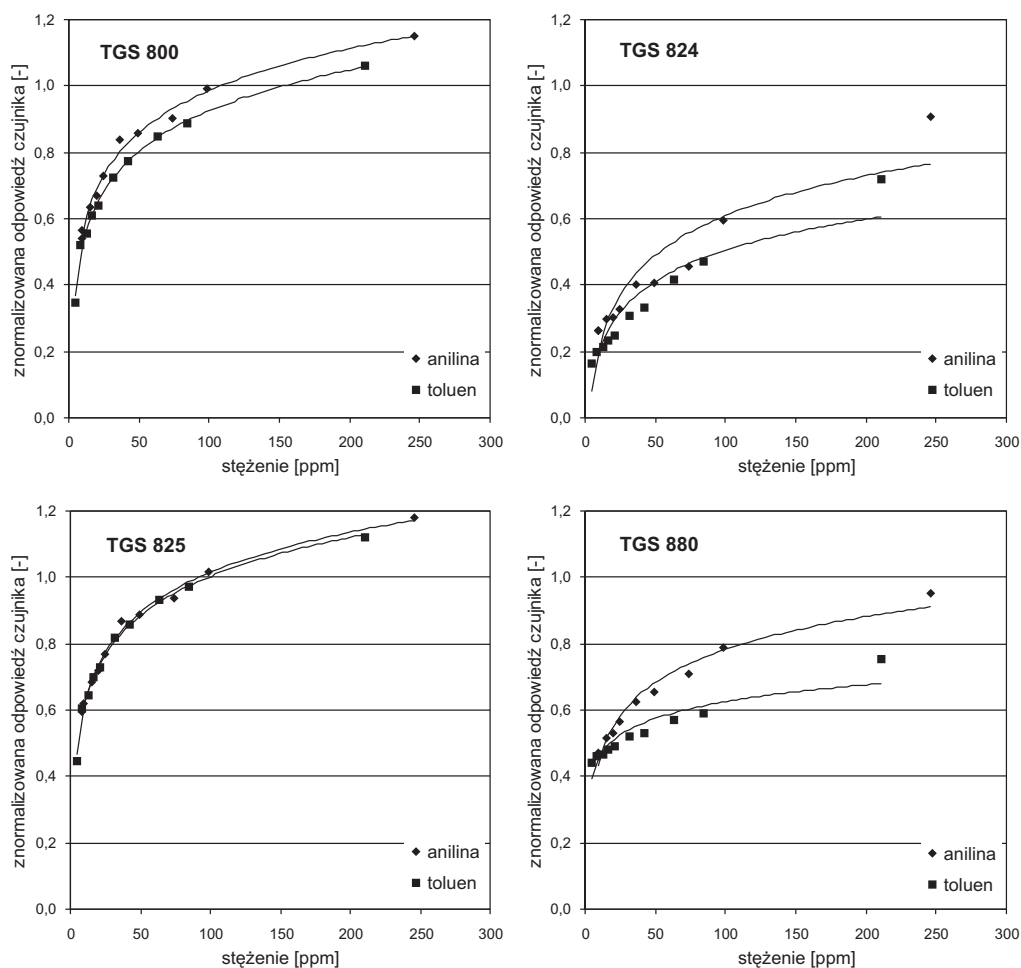 TGS 800
znormalizowana odpowiedź czujnika [-]
1,2
1,0
0,8
0,6
0,4
0,2
0,0
0 50 100 150 200 250 300
stężenie [ppm]
anilina
toluen
TGS 824
znormalizowana odpowiedź czujnika [-]
1,2
1,0
0,8
0,6
0,4
0,2
0,0
0 50 100 150 200 250 300
stężenie [ppm]
anilina
toluen
TGS 825
znormalizowana odpowiedź czujnika [-]
1,2
1,0
0,8
0,6
0,4
0,2
0,0
0 50 100 150 200 250 300
stężenie [ppm]
anilina
toluen
TGS 880
znormalizowana odpowiedź czujnika [-]
1,2
1,0
0,8
0,6
0,4
0,2
0,0
0 50 100 150 200 250 300
stężenie [ppm]
anilina
toluen